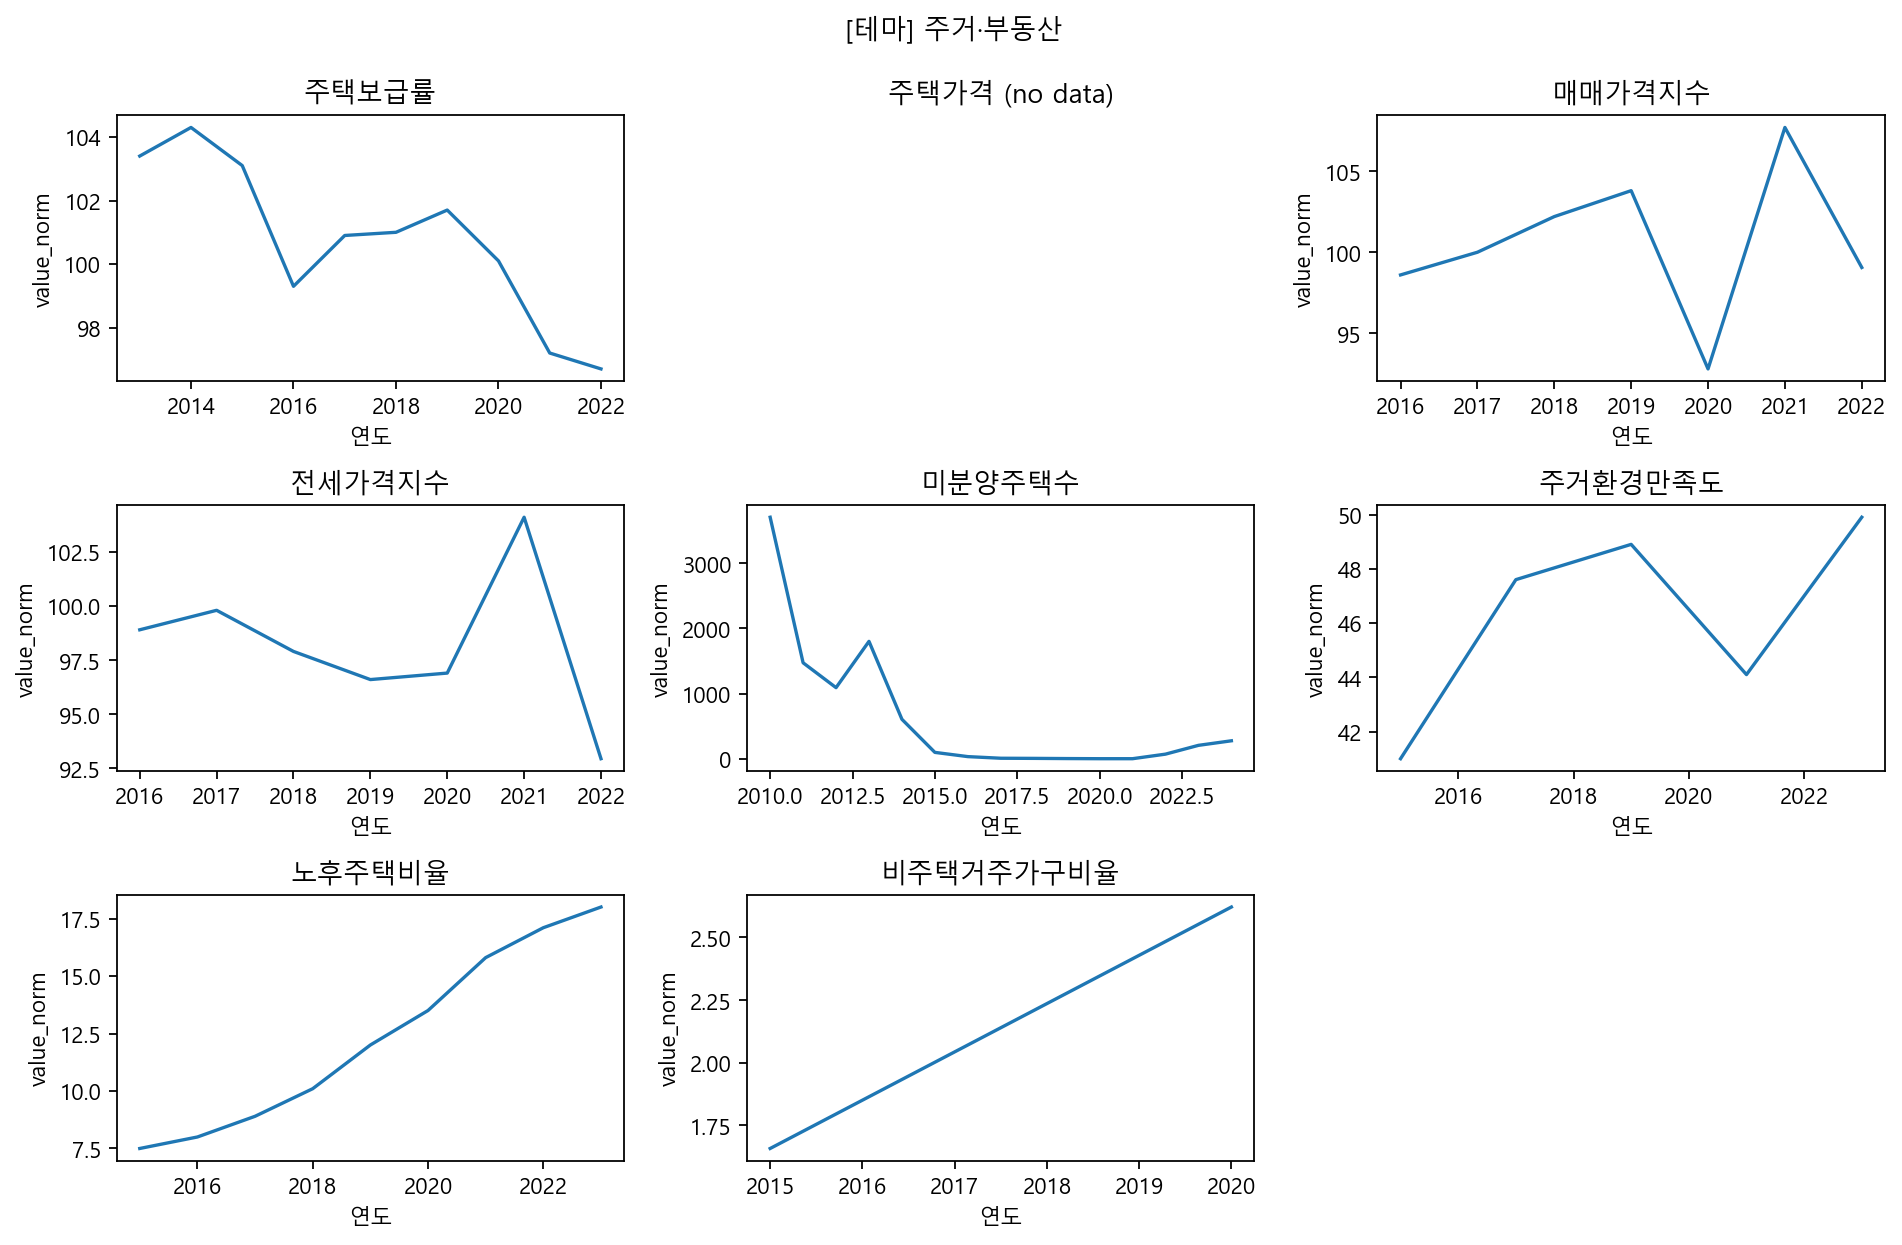 [테마] 주거·부동산
주택보급률
104
102
100
98
value_norm
2014 2016 2018 2020 2022
연도
주택가격 (no data)
매매가격지수
105
100
95
value_norm
2016 2017 2018 2019 2020 2021 2022
연도
전세가격지수
102.5
100.0
97.5
95.0
92.5
value_norm
2016 2017 2018 2019 2020 2021 2022
연도
미분양주택수
3000
2000
1000
0
value_norm
2010.0 2012.5 2015.0 2017.5 2020.0 2022.5
연도
주거환경만족도
50
48
46
44
42
value_norm
2016 2018 2020 2022
연도
노후주택비율
17.5
15.0
12.5
10.0
7.5
value_norm
2016 2018 2020 2022
연도
비주택거주가구비율
2.50
2.25
2.00
1.75
value_norm
2015 2016 2017 2018 2019 2020
연도